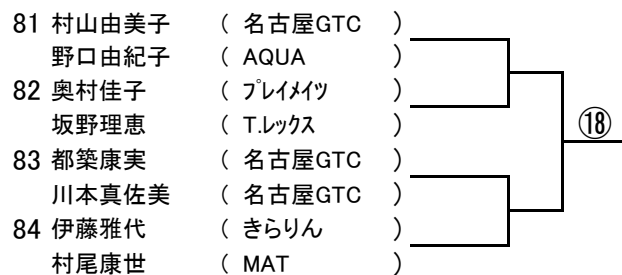 81 村山由美子 ( 名古屋GTC )
野口由紀子 ( AQUA )
82 奥村佳子 ( プレイメイツ )
坂野理恵 ( T.レックス )
⑱
83 都築康実 ( 名古屋GTC )
川本真佐美 ( 名古屋GTC )
84 伊藤雅代 ( きらりん )
村尾康世 ( MAT )